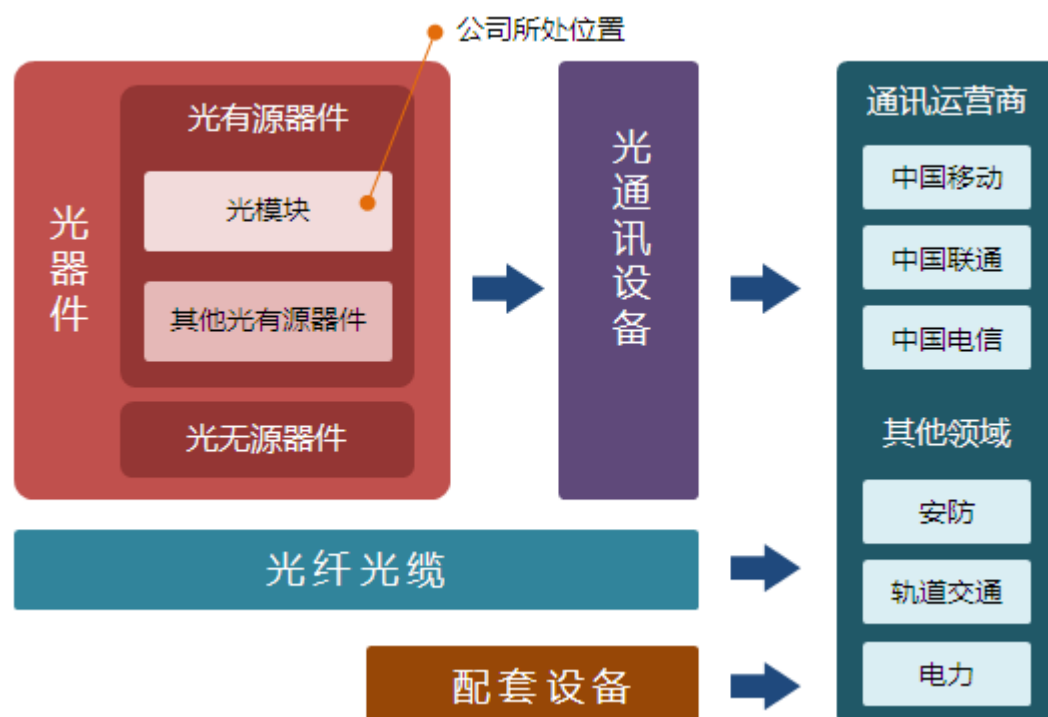 公司所处位置
光器件
光有源器件
光模块
其他光有源器件
光无源器件
光通讯设备
通讯运营商
中国移动
中国联通
中国电信
其他领域
安防
轨道交通
电力
光纤光缆
配套设备